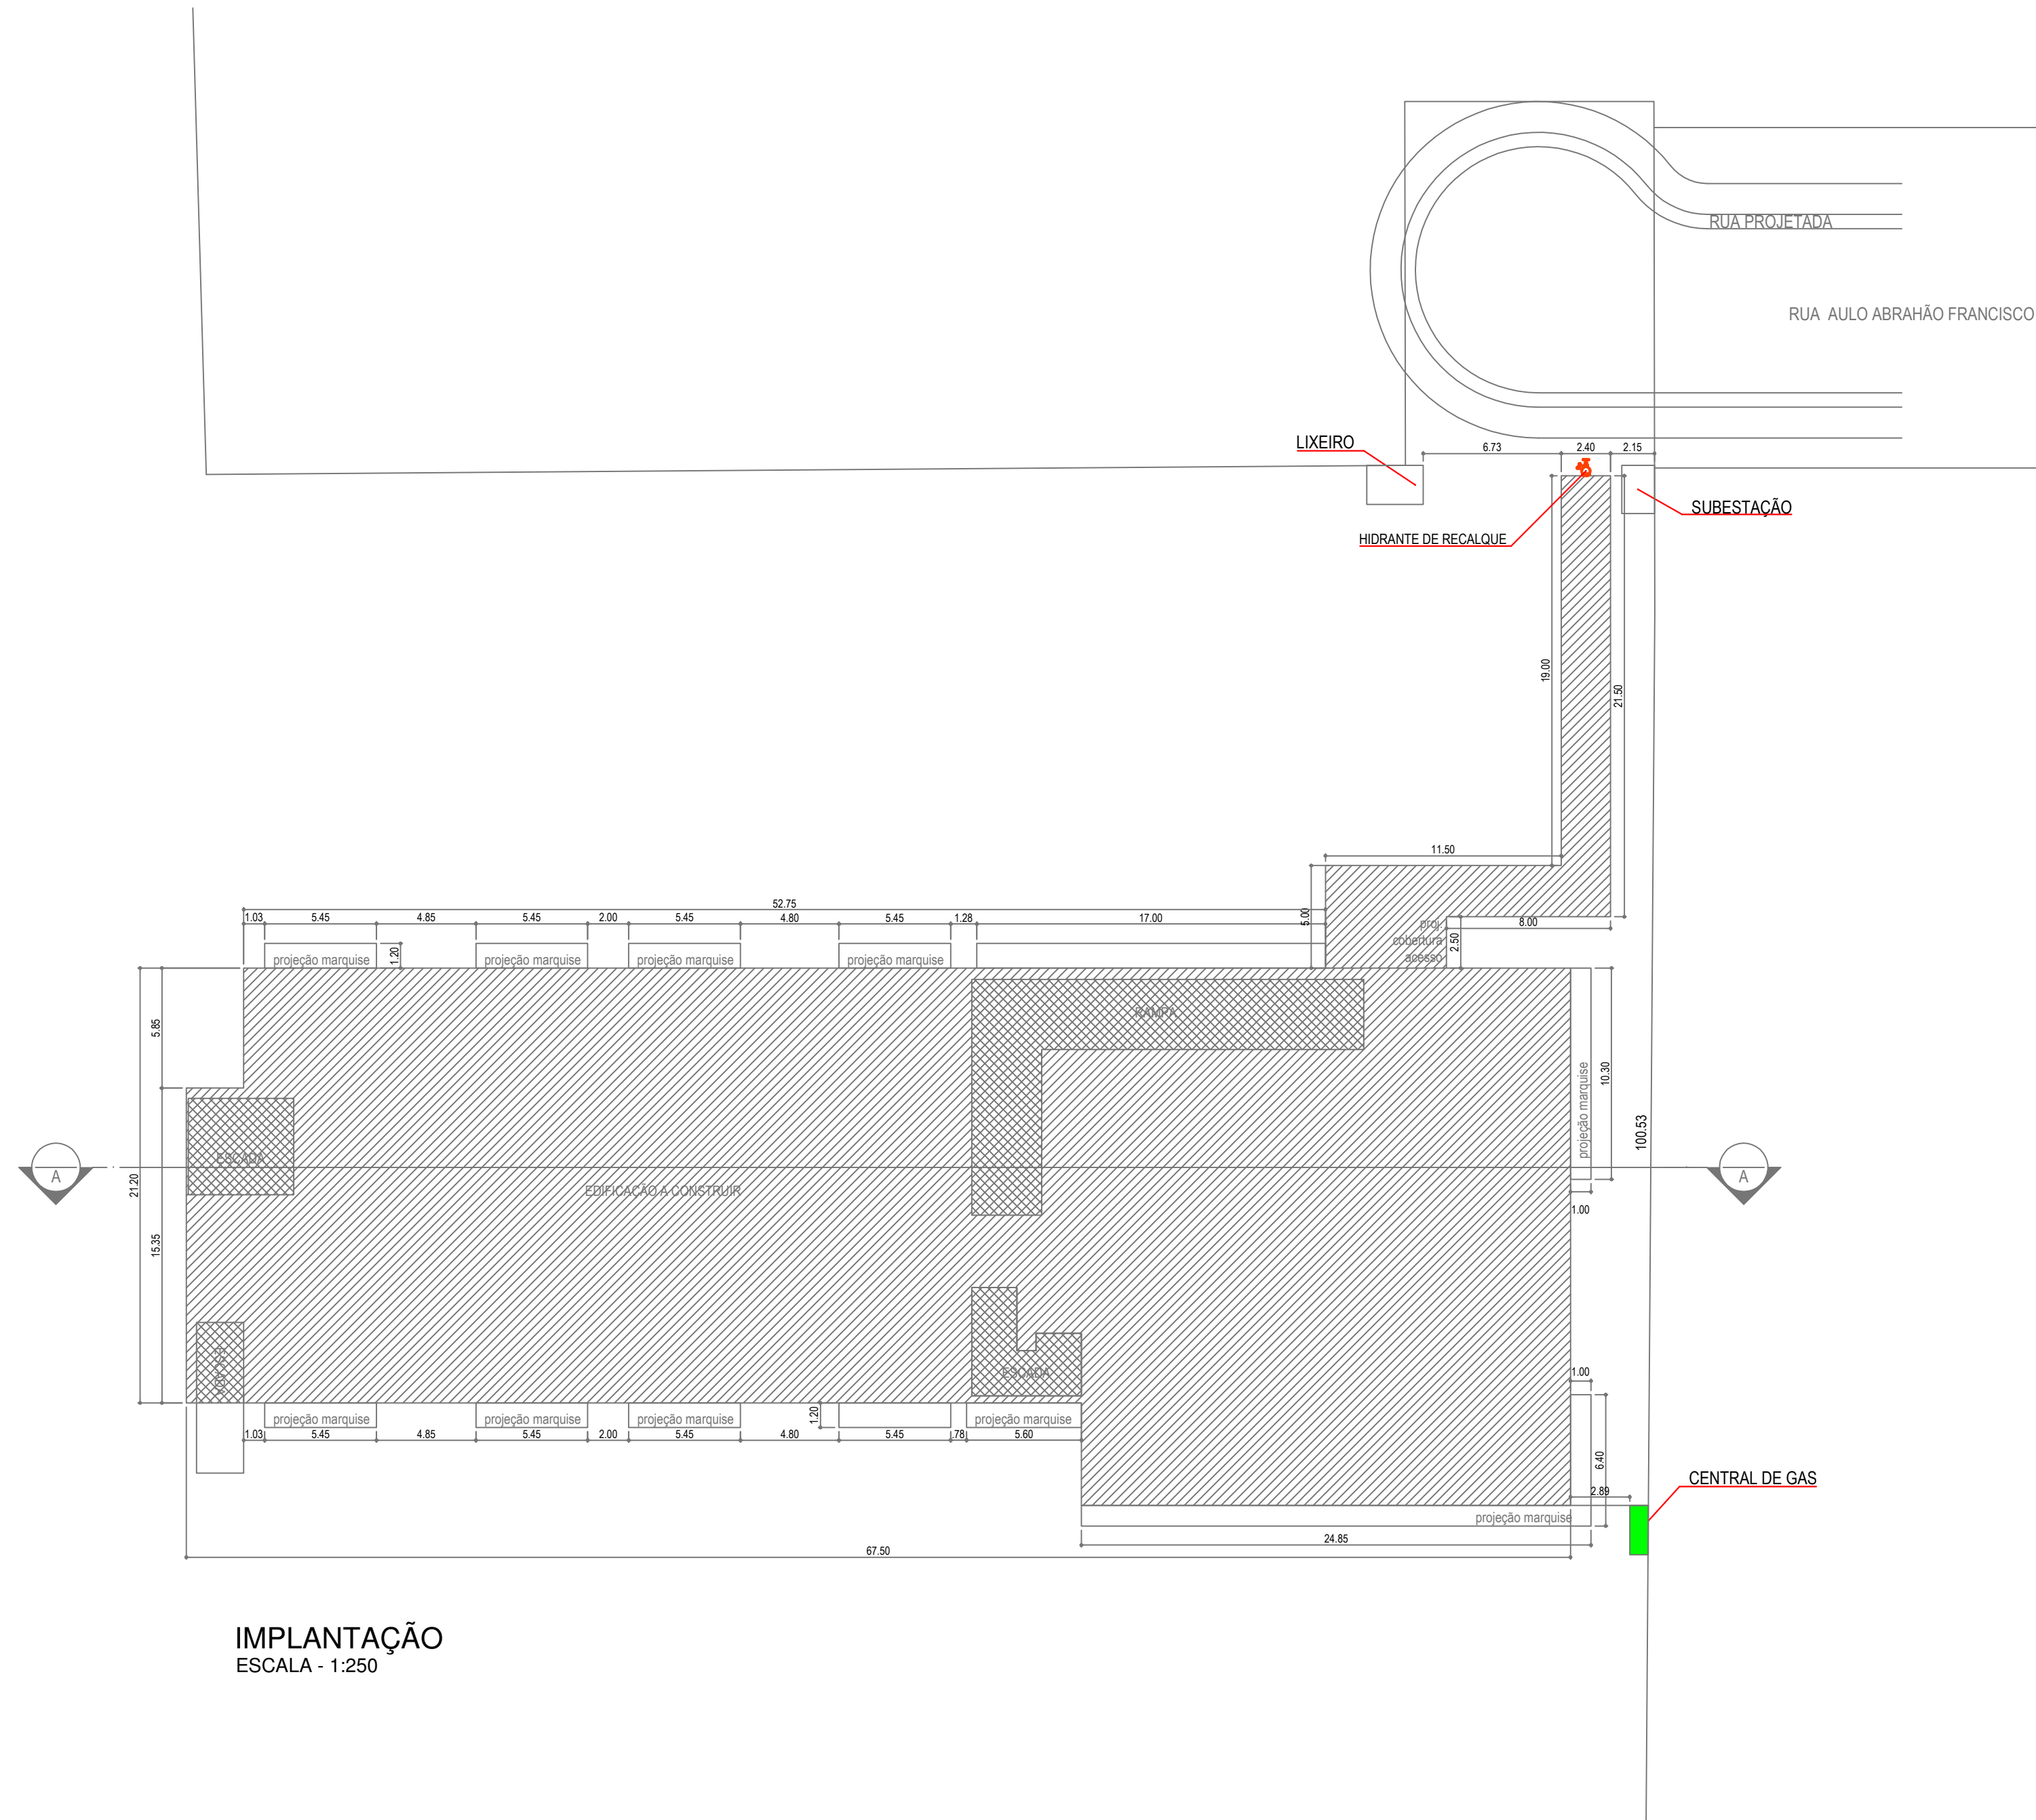 RUA PROJETADA
RUA AULO ABRAHÃO FRANCISCO
LIXEIRO
6.73
2.40
2.15
SUBESTAÇÃO
HIDRANTE DE RECALQUE
19.00
21.50
11.50
52.75
1.03
5.45
4.85
5.45
2.00
5.45
4.80
5.45
1.28
17.00
5.00
proj.
cobertura
acesso
2.50
8.00
projeção marquise
1.20
projeção marquise
projeção marquise
projeção marquise
5.85
RAMPA
projeção marquise
10.30
100.53
ESCADA
A
A
21.20
EDIFICAÇÃO A CONSTRUIR
1.00
15.35
ESCADA
ESCADA
1.00
projeção marquise
projeção marquise
projeção marquise
1.20
projeção marquise
1.03
5.45
4.85
5.45
2.00
5.45
4.80
5.45
.78
5.60
6.40
CENTRAL DE GAS
2.89
projeção marquise
24.85
67.50
IMPLANTAÇÃO
ESCALA - 1:250